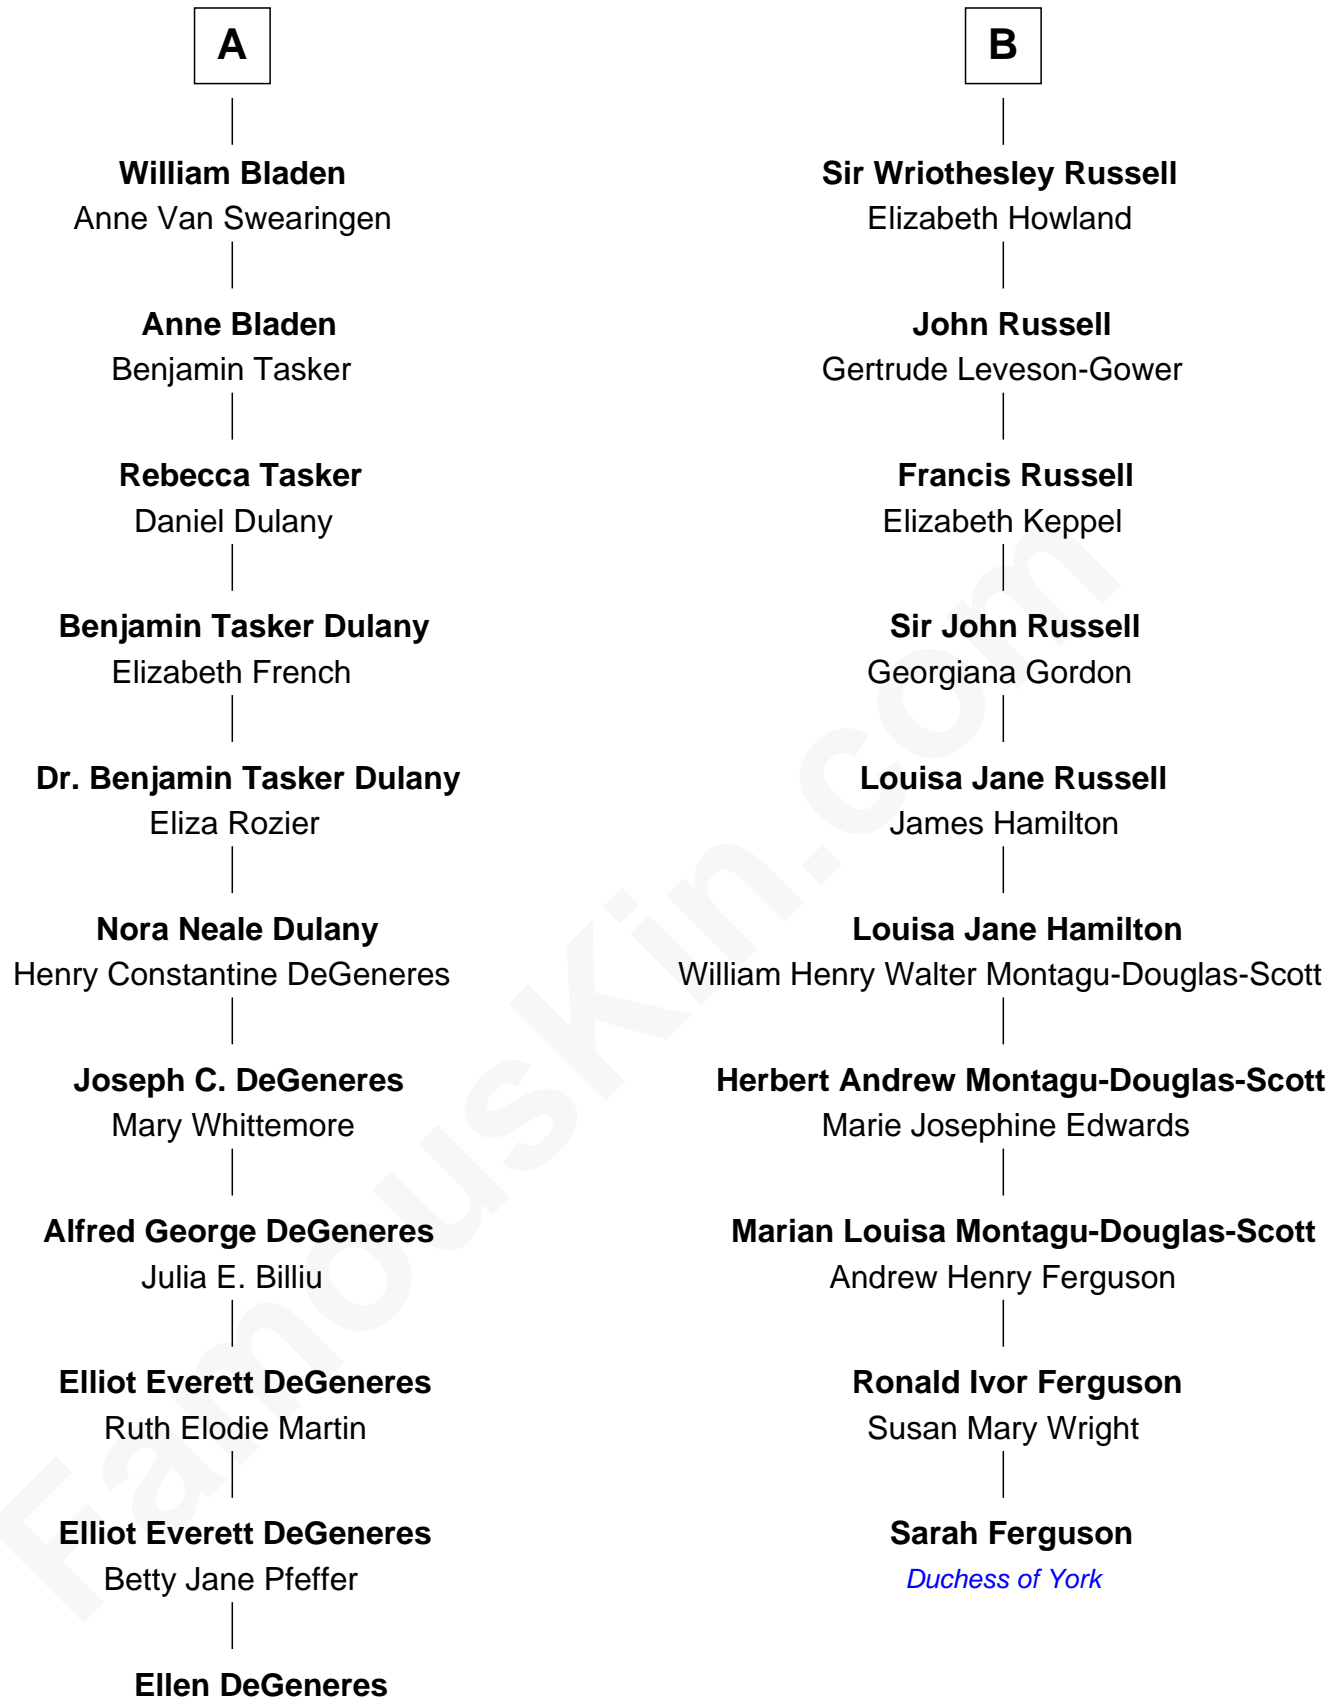 A
William Bladen
Anne Van Swearingen
Anne Bladen
Benjamin Tasker
Rebecca Tasker
Daniel Dulany
Benjamin Tasker Dulany
Elizabeth French
Dr. Benjamin Tasker Dulany
Eliza Rozier
Nora Neale Dulany
Henry Constantine DeGeneres
Joseph C. DeGeneres
Mary Whittemore
Alfred George DeGeneres
Julia E. Billiu
Elliot Everett DeGeneres
Ruth Elodie Martin
Elliot Everett DeGeneres
Betty Jane Pfeffer
Ellen DeGeneres
B
Sir Wriothesley Russell
Elizabeth Howland
John Russell
Gertrude Leveson-Gower
Francis Russell
Elizabeth Keppel
Sir John Russell
Georgiana Gordon
Louisa Jane Russell
James Hamilton
Louisa Jane Hamilton
William Henry Walter Montagu-Douglas-Scott
Herbert Andrew Montagu-Douglas-Scott
Marie Josephine Edwards
Marian Louisa Montagu-Douglas-Scott
Andrew Henry Ferguson
Ronald Ivor Ferguson
Susan Mary Wright
Sarah Ferguson
Duchess of York
FamousKin.com